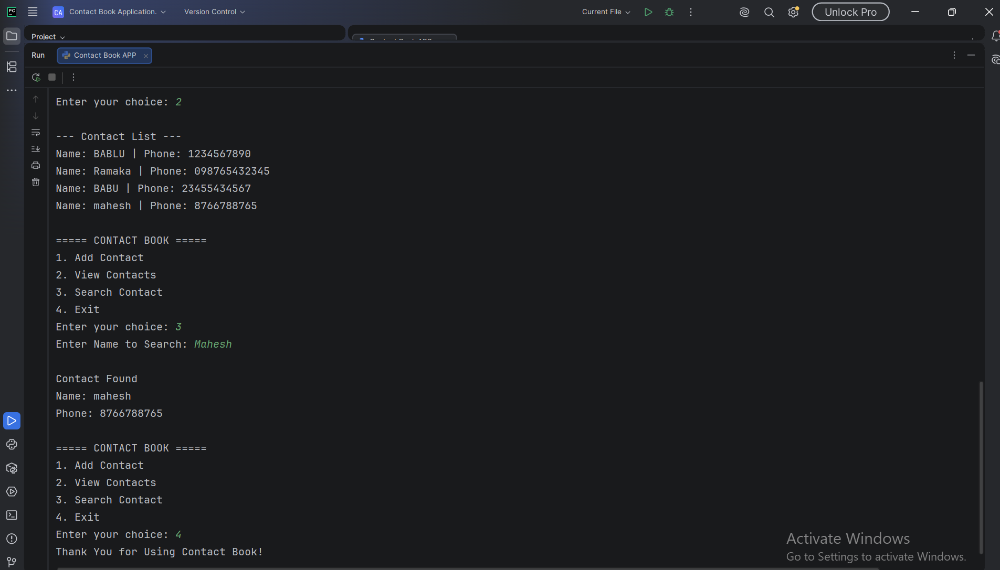 PC
CA Contact Book Application. Version Control Current File Unlock Pro
Project
Run Contact Book APP
Enter your choice: 2
--- Contact List ---
Name: BABLU | Phone: 1234567890
Name: Ramaka | Phone: 098765432345
Name: BABU | Phone: 23455434567
Name: mahesh | Phone: 8766788765
===== CONTACT BOOK =====
1. Add Contact
2. View Contacts
3. Search Contact
4. Exit
Enter your choice: 3
Enter Name to Search: Mahesh
Contact Found
Name: mahesh
Phone: 8766788765
===== CONTACT BOOK =====
1. Add Contact
2. View Contacts
3. Search Contact
4. Exit
Enter your choice: 4
Thank You for Using Contact Book!
Activate Windows
Go to Settings to activate Windows.